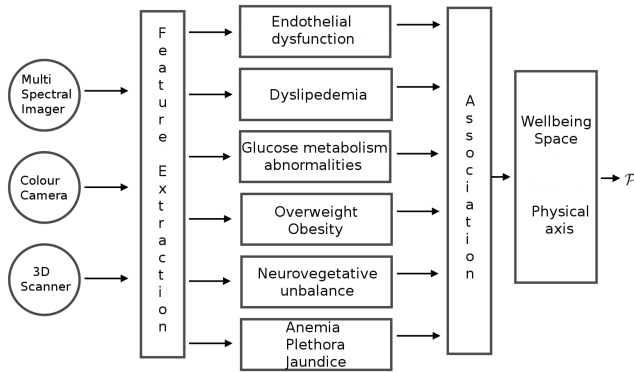 Multi
Spectral
Imager
Colour
Camera
3D
Scanner
Feature Extraction
Endothelial
dysfunction
Dyslipedemia
Glucose metabolism
abnormalities
Overweight
Obesity
Neurovegetative
unbalance
Anemia
Plethora
Jaundice
Association
Wellbeing
Space
Physical
axis
𝒫